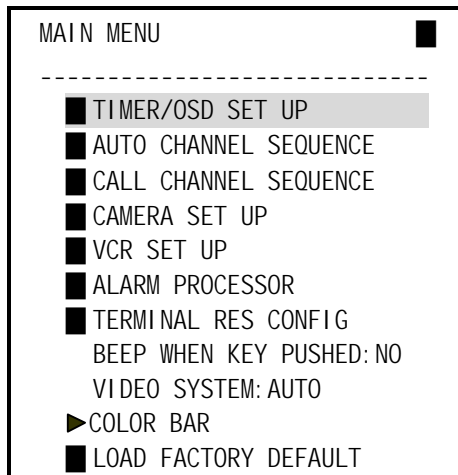 MAIN MENU
----------------------------
TIMER/OSD SET UP
AUTO CHANNEL SEQUENCE
CALL CHANNEL SEQUENCE
CAMERA SET UP
VCR SET UP
ALARM PROCESSOR
TERMINAL RES CONFIG
BEEP WHEN KEY PUSHED:NO
VIDEO SYSTEM:AUTO
COLOR BAR
LOAD FACTORY DEFAULT